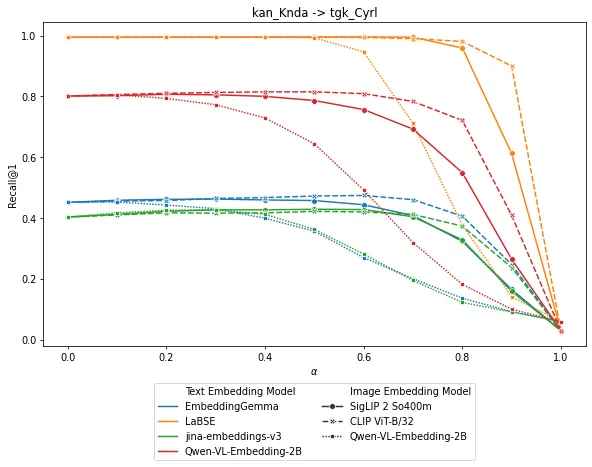 kan_Knda -> tgk_Cyrl
Recall@1
1.0
0.8
0.6
0.4
0.2
0.0
0.0 0.2 0.4 0.6 0.8 1.0
α
Text Embedding Model
EmbeddingGemma
LaBSE
jina-embeddings-v3
Qwen-VL-Embedding-2B
Image Embedding Model
SigLIP 2 So400m
CLIP ViT-B/32
Qwen-VL-Embedding-2B